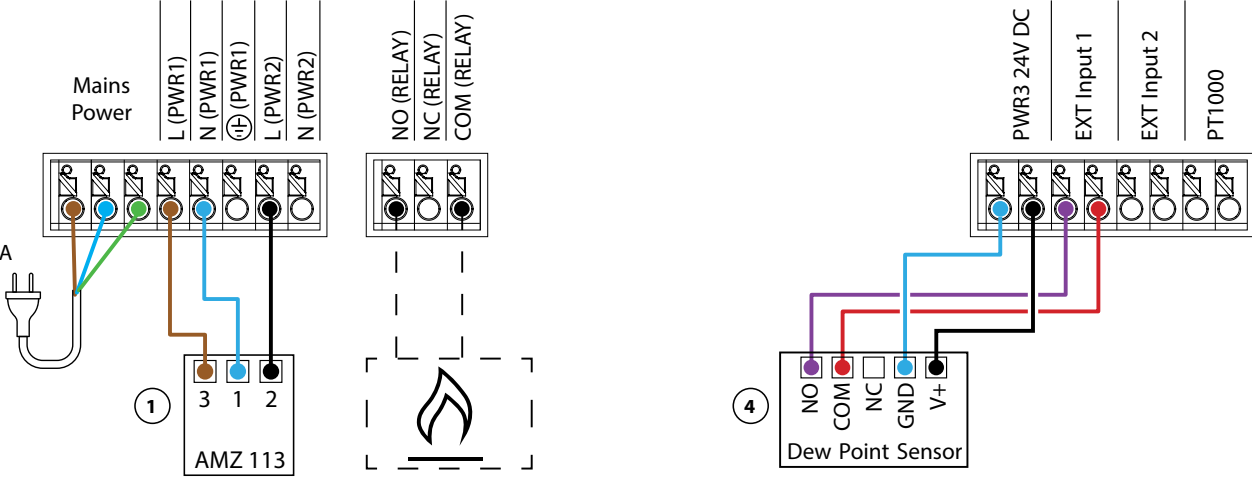 Mains
Power
L (PWR1)
N (PWR1)
⏚ (PWR1)
L (PWR2)
N (PWR2)
NO (RELAY)
NC (RELAY)
COM (RELAY)
PWR3 24V DC
EXT Input 1
EXT Input 2
PT1000
A
1
3 1 2
AMZ 113
4
NO
COM
NC
GND
V+
Dew Point Sensor